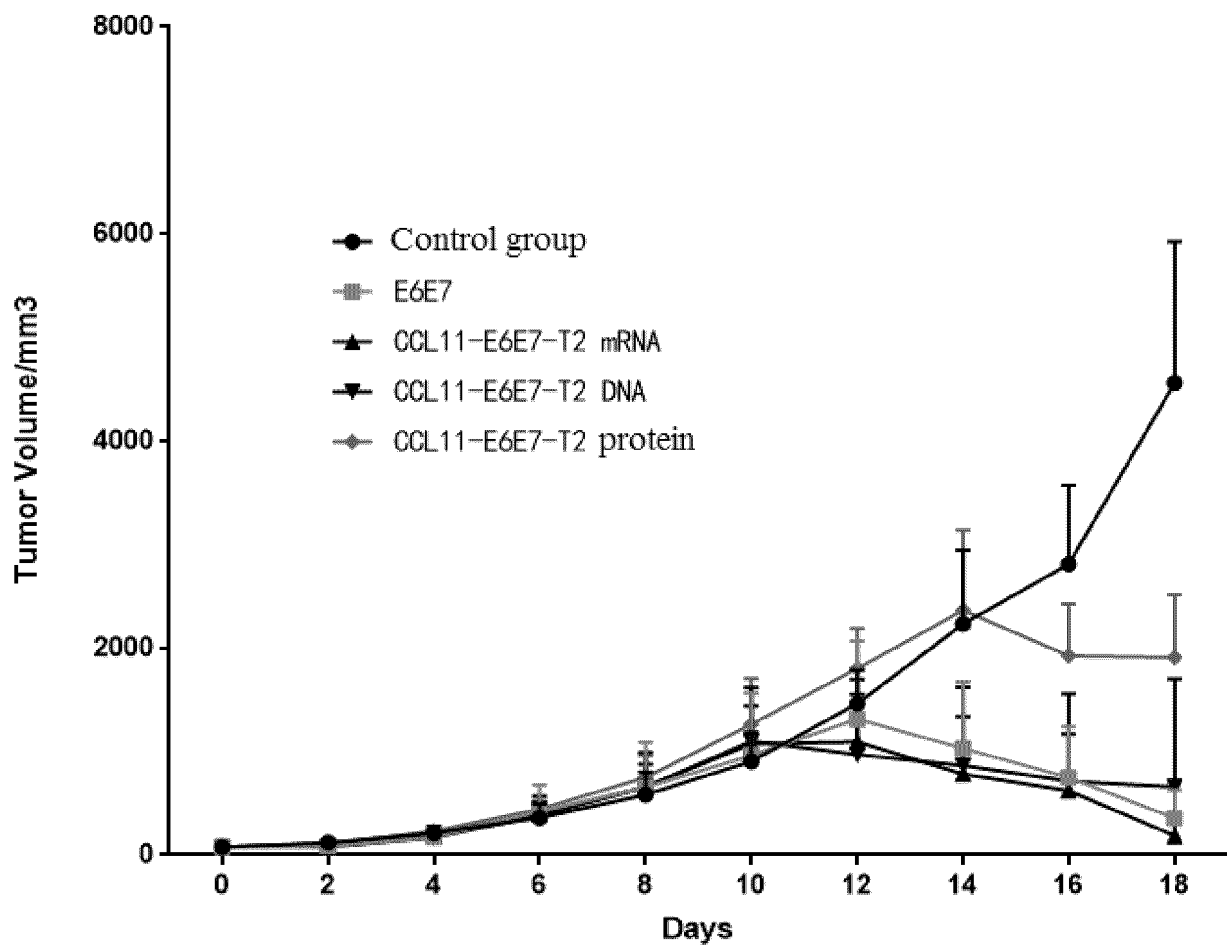 8000
6000
4000
2000
0
Tumor Volume/mm3
Control group
E6E7
CCL11-E6E7-T2 mRNA
CCL11-E6E7-T2 DNA
CCL11-E6E7-T2 protein
0 2 4 6 8 10 12 14 16 18
Days